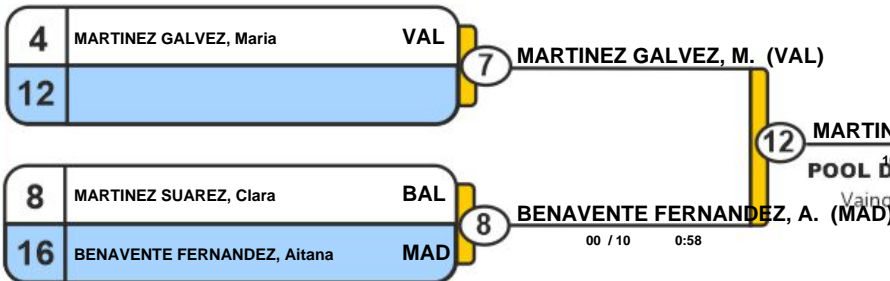 4 MARTINEZ GALVEZ, Maria VAL
12
7 MARTINEZ GALVEZ, M. (VAL)
12
POOL
8 MARTINEZ SUAREZ, Clara BAL
16 BENAVENTE FERNANDEZ, Aitana MAD
8 BENAVENTE FERNANDEZ, A. (MAD)
00 / 10 0:58